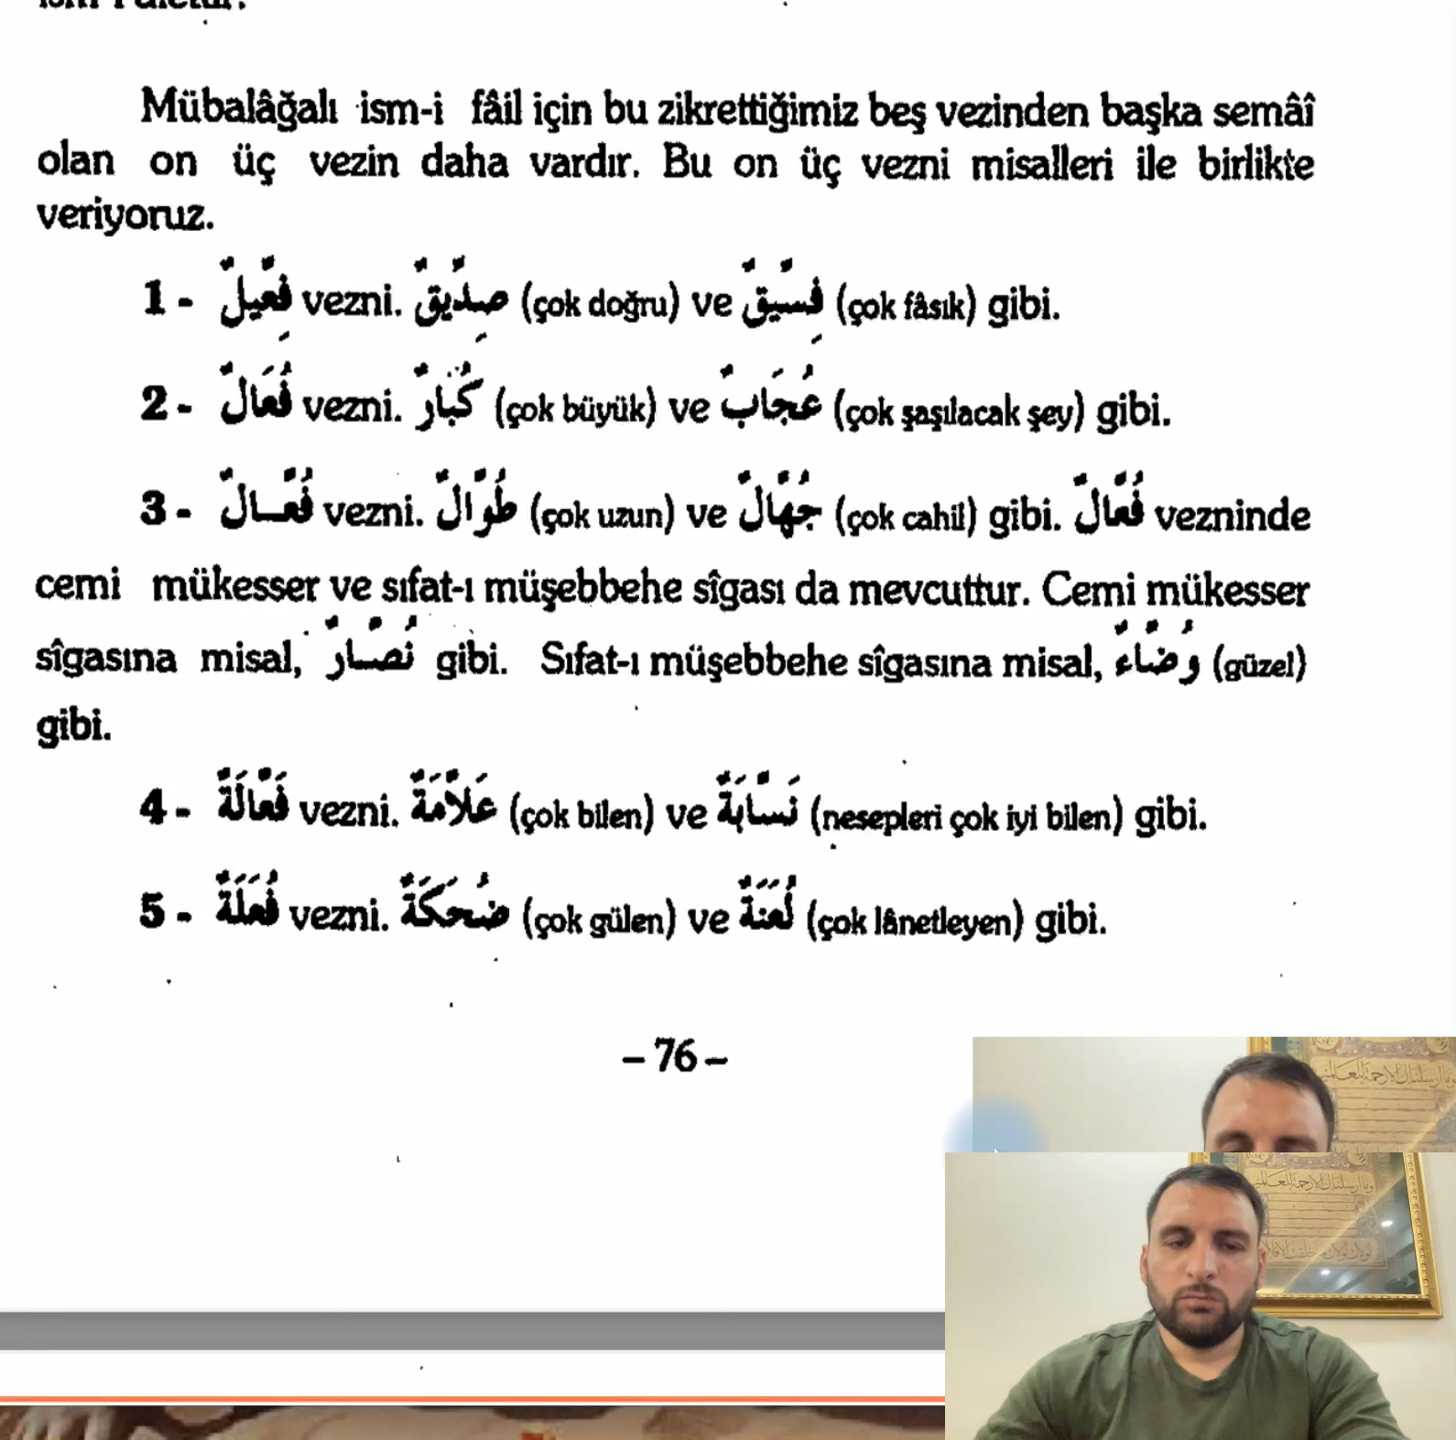 Mübalâğalı ism-i fâil için bu zikrettiğimiz beş vezinden başka semâî
olan on üç vezin daha vardır. Bu on üç vezni misalleri ile birlikte
veriyoruz.
1 - فِعِّيلٌ vezni. صِدِّيقٌ (çok doğru) ve فِسِّيقٌ (çok fâsık) gibi.
2 - فُعَالٌ vezni. كُبَارٌ (çok büyük) ve عُجَابٌ (çok şaşılacak şey) gibi.
3 - فُعَّالٌ vezni. طُوَّالٌ (çok uzun) ve جُهَّالٌ (çok cahil) gibi. فُعَّالٌ vezninde
cemi mükesser ve sıfat-ı müşebbehe sîgası da mevcuttur. Cemi mükesser
sîgasına misal, نُصَّارٌ gibi. Sıfat-ı müşebbehe sîgasına misal, وُضَّاءٌ (güzel)
gibi.
4 - فَعَّالَةٌ vezni. عَلاَّمَةٌ (çok bilen) ve نَسَّابَةٌ (nesepleri çok iyi bilen) gibi.
5 - فُعَلَةٌ vezni. ضُحَكَةٌ (çok gülen) ve لُعَنَةٌ (çok lânetleyen) gibi.
– 76 –